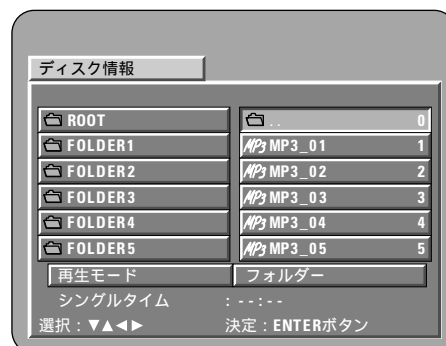 ディスク情報
ROOT
FOLDER1
FOLDER2
FOLDER3
FOLDER4
FOLDER5
.. 0
MP3 MP3_01 1
MP3 MP3_02 2
MP3 MP3_03 3
MP3 MP3_04 4
MP3 MP3_05 5
再生モード フォルダー
シングルタイム :--:--
選択:▼▲◀▶ 決定:ENTERボタン